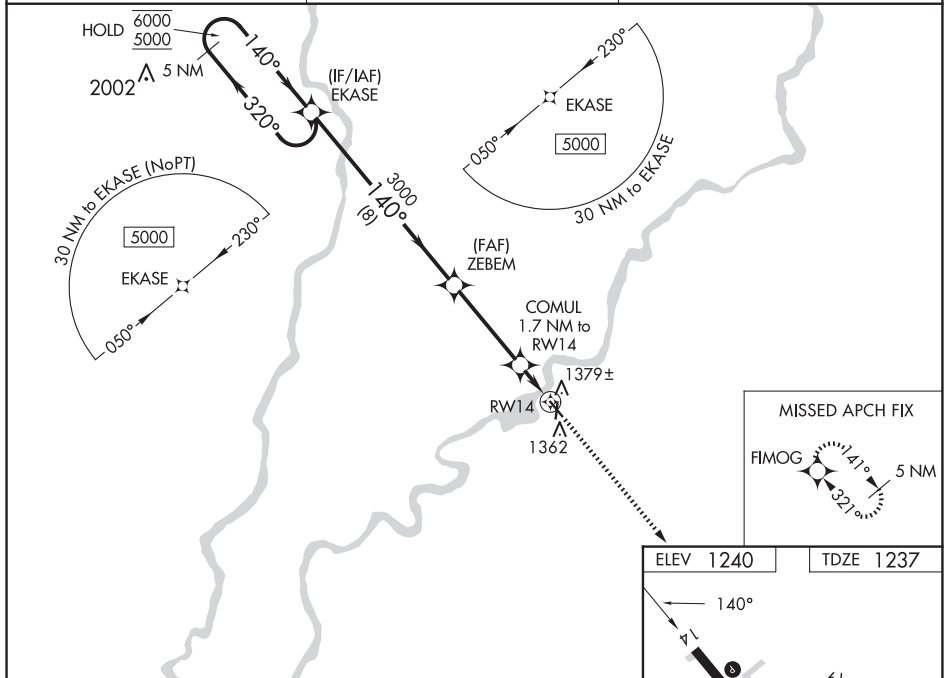 HOLD
6000
5000
5 NM
2002
140°
320°
(IF/IAF)
EKASE
230°
EKASE
5000
050°
30 NM to EKASE
30 NM to EKASE (NoPT)
5000
230°
EKASE
050°
3000
140°
(8)
(FAF)
ZEBEM
COMUL
1.7 NM to
RW14
1379±
RW14
1362
MISSED APCH FIX
FIMOG
141°
5 NM
321°
ELEV 1240
TDZE 1237
140°
14
P